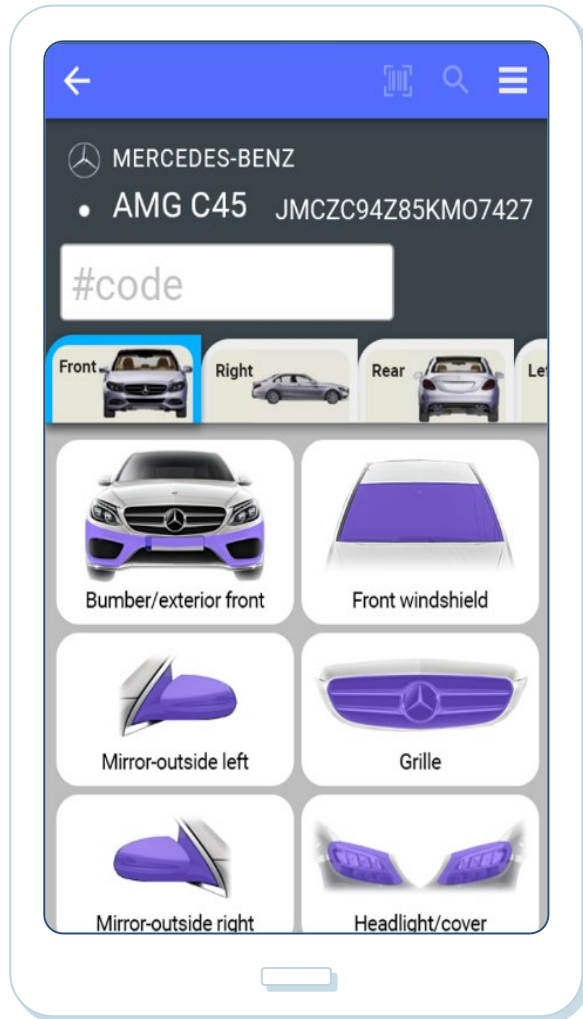 MERCEDES-BENZ
• AMG C45 JMCZC94Z85KMO7427
#code
Front Right Rear Le
Bumber/exterior front Front windshield
Mirror-outside left Grille
Mirror-outside right Headlight/cover